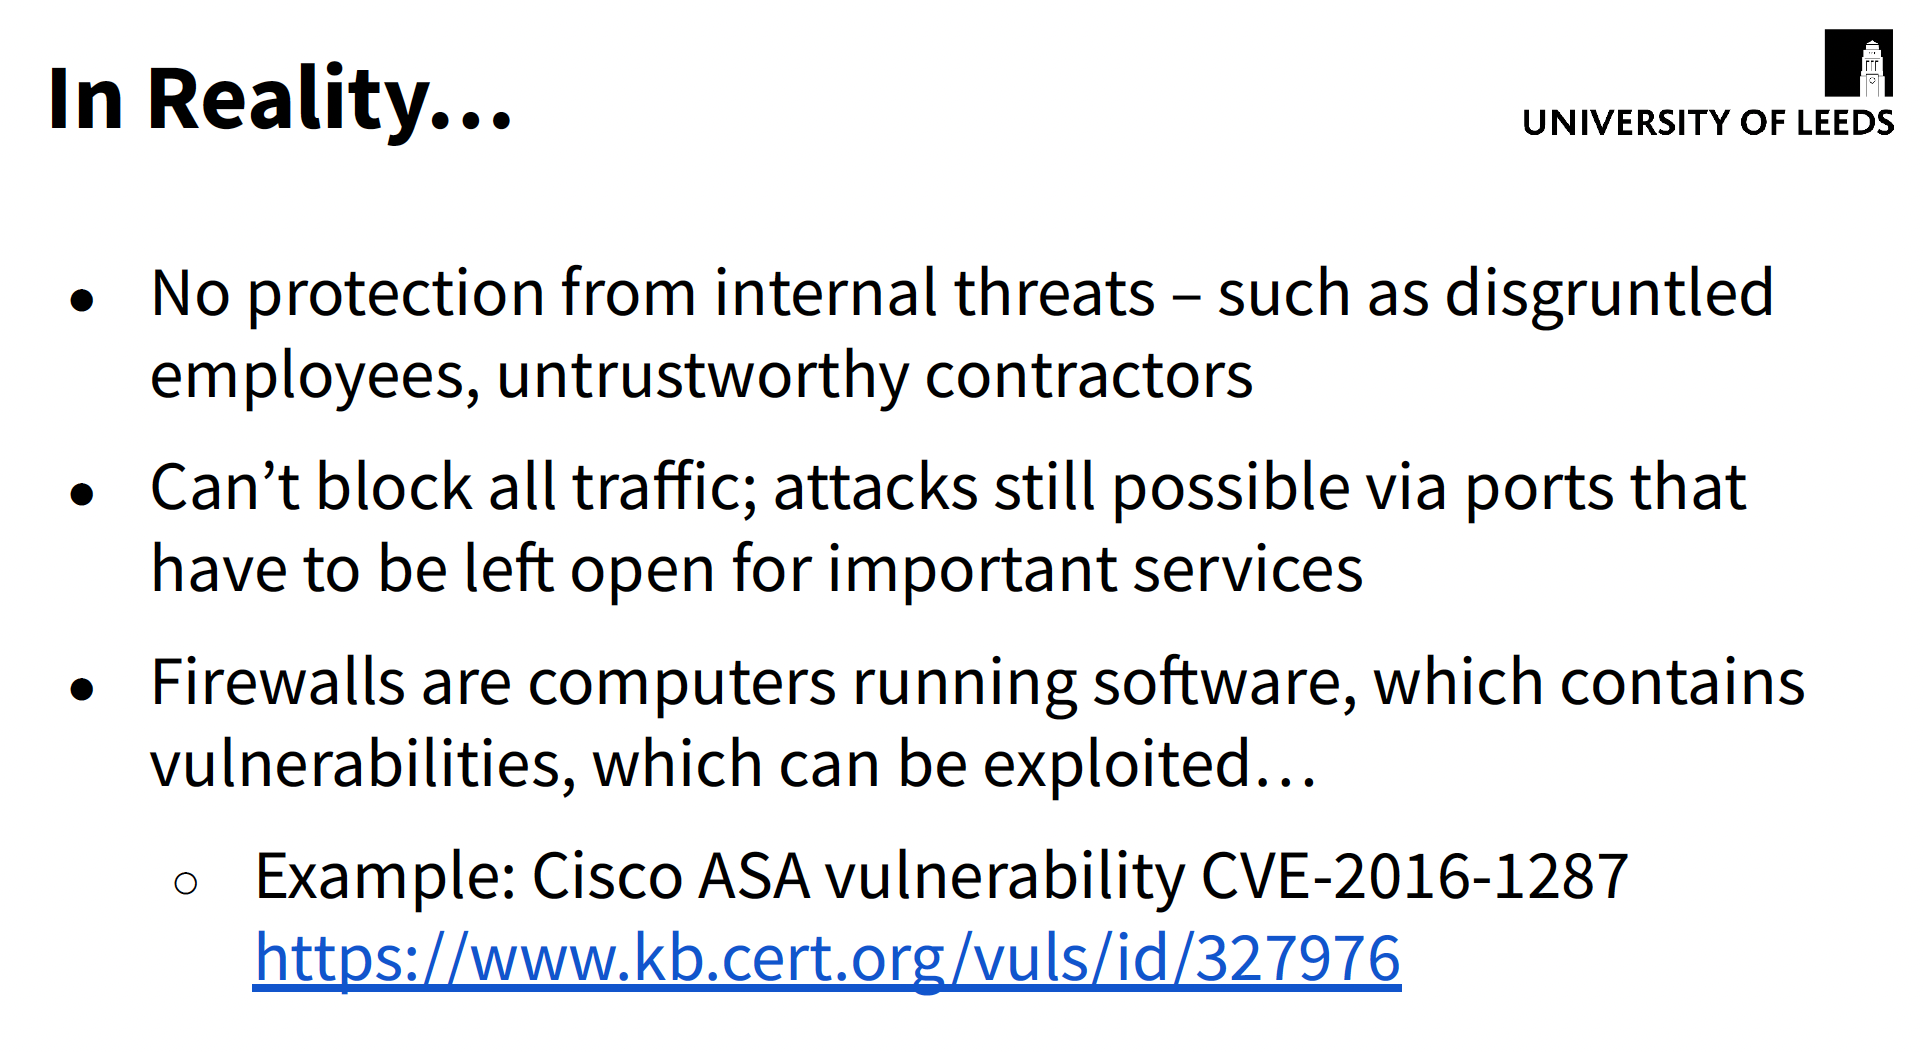 In Reality…
UNIVERSITY OF LEEDS
● No protection from internal threats – such as disgruntled
employees, untrustworthy contractors
● Can’t block all traffic; attacks still possible via ports that
have to be left open for important services
● Firewalls are computers running software, which contains
vulnerabilities, which can be exploited…
○ Example: Cisco ASA vulnerability CVE-2016-1287
https://www.kb.cert.org/vuls/id/327976